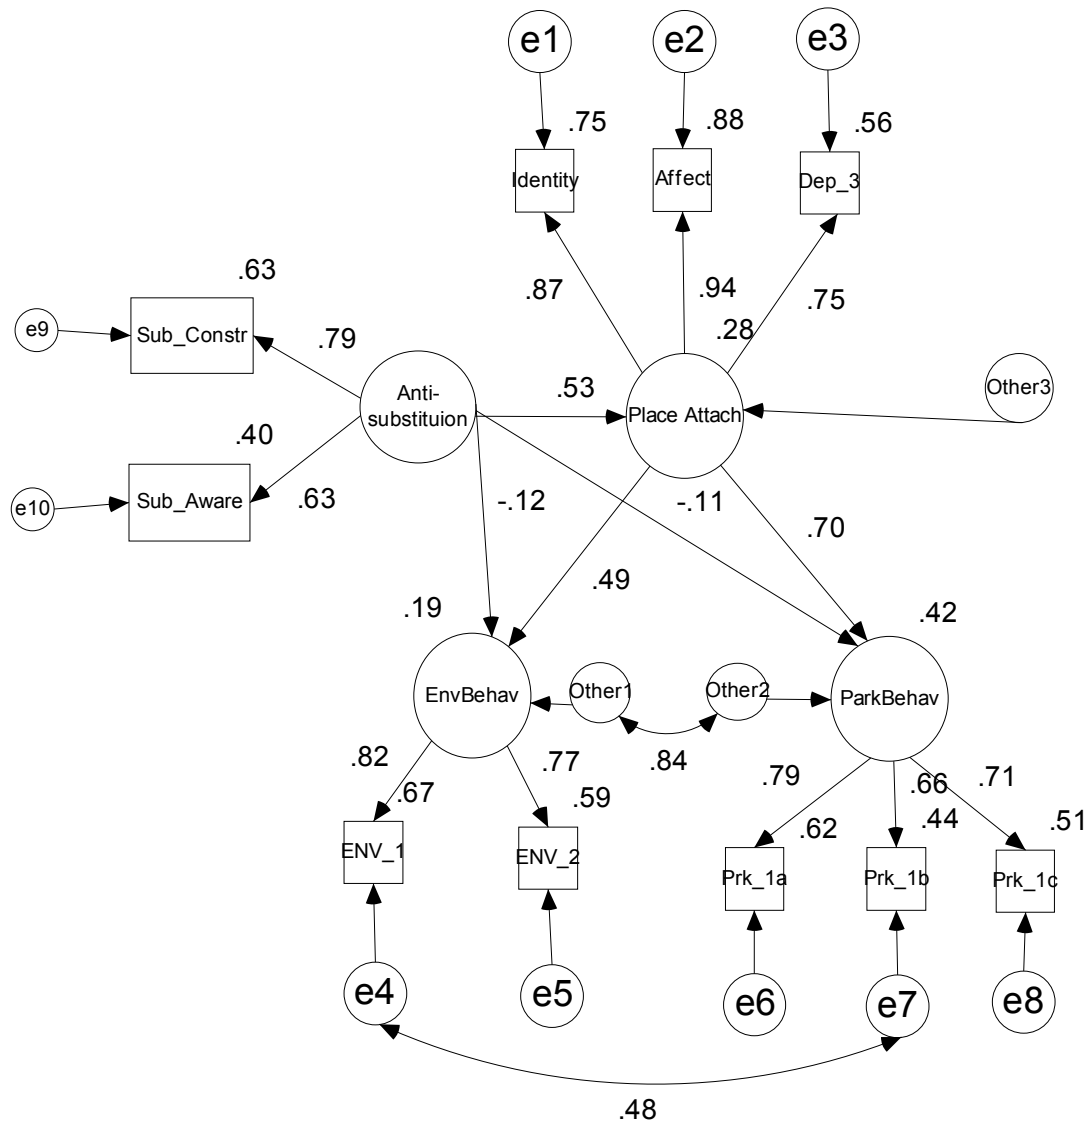 e1
e2
e3
.75
.88
.56
Identity
Affect
Dep_3
.63
.87
.94
.75
e9
Sub_Constr
.79
.28
Anti-
substituion
.53
Place Attach
Other3
.40
e10
Sub_Aware
.63
-.12
-.11
.70
.49
.19
.42
EnvBehav
Other1
Other2
ParkBehav
.84
.82
.67
.77
.59
.79
.62
.66
.44
.71
.51
ENV_1
ENV_2
Prk_1a
Prk_1b
Prk_1c
e4
e5
e6
e7
e8
.48